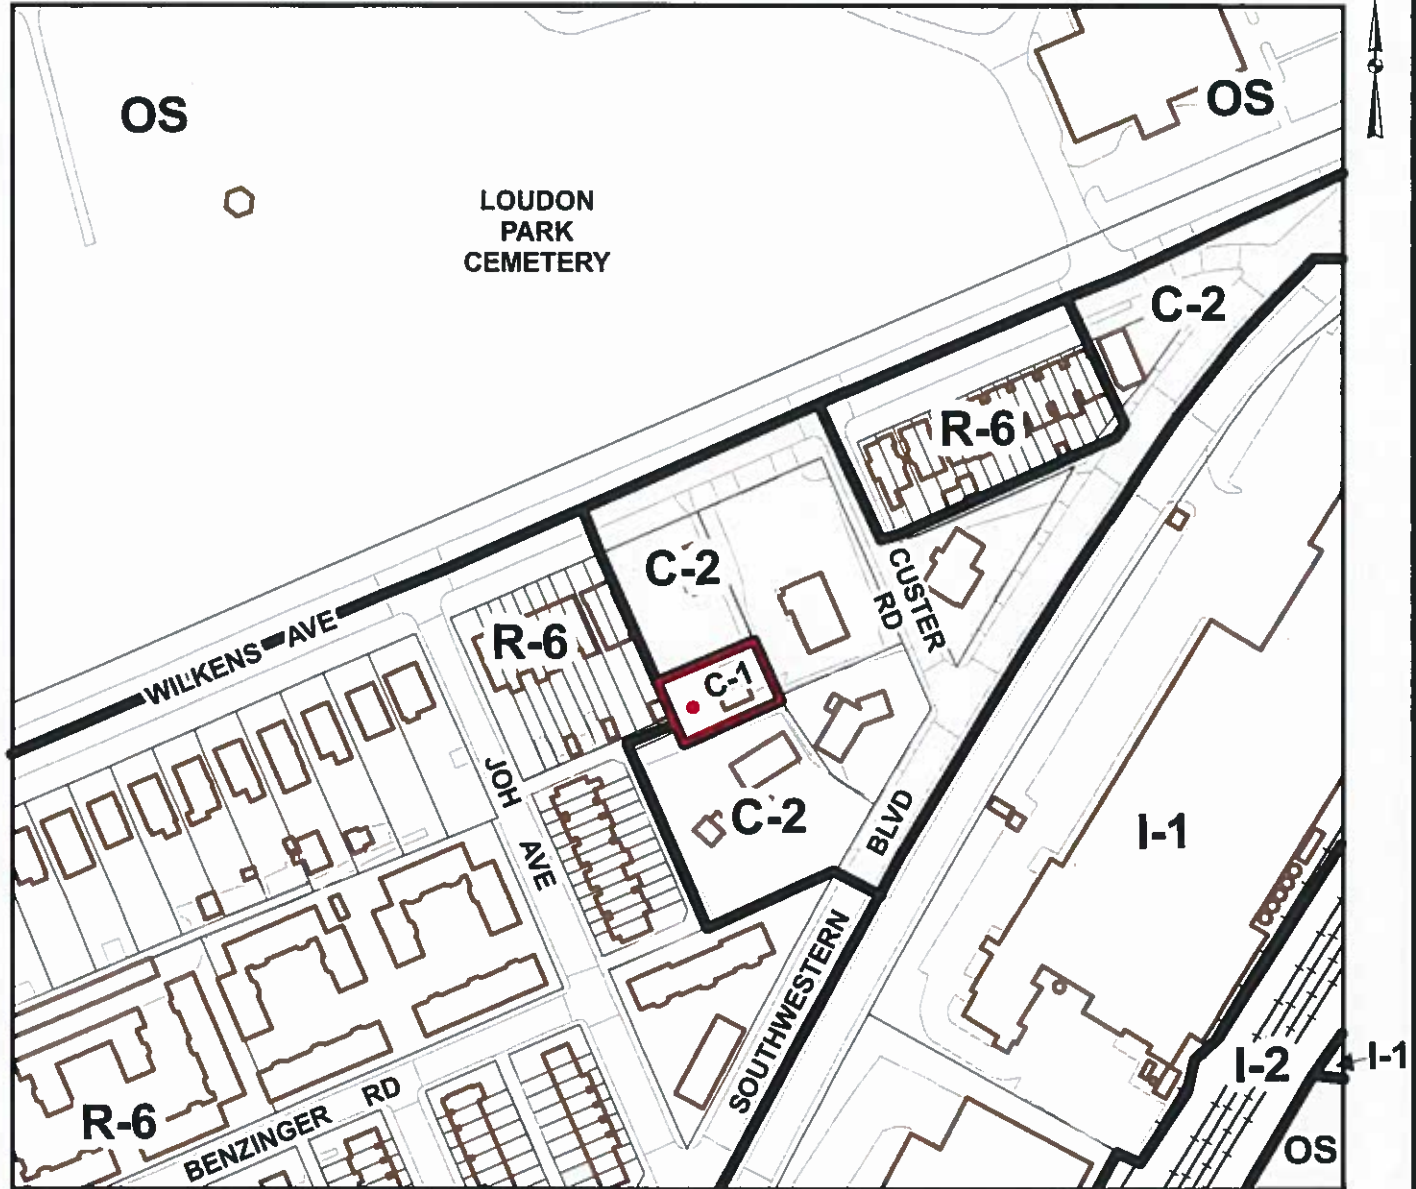 OS
OS
LOUDON
PARK
CEMETERY
C-2
R-6
C-2
CUSTER
RD
WILKENS AVE
R-6
C-1
JOH
AVE
C-2
BLVD
I-1
SOUTHWESTERN
I-2
I-1
R-6
BENZINGER RD
OS